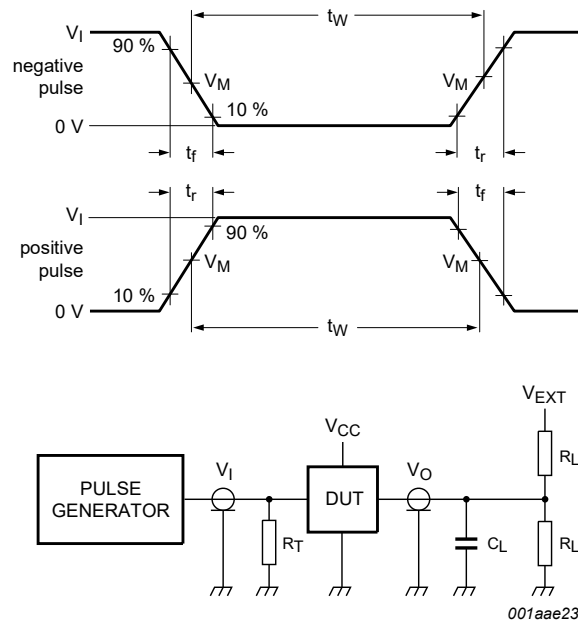 V_I
t_W
90 %
negative
pulse
V_M
V_M
10 %
0 V
t_f
t_r
t_r
t_f
V_I
90 %
positive
pulse
V_M
V_M
10 %
0 V
t_W
V_EXT
V_CC
R_L
V_I
V_O
PULSE
GENERATOR
DUT
R_T
C_L
R_L
001aae23